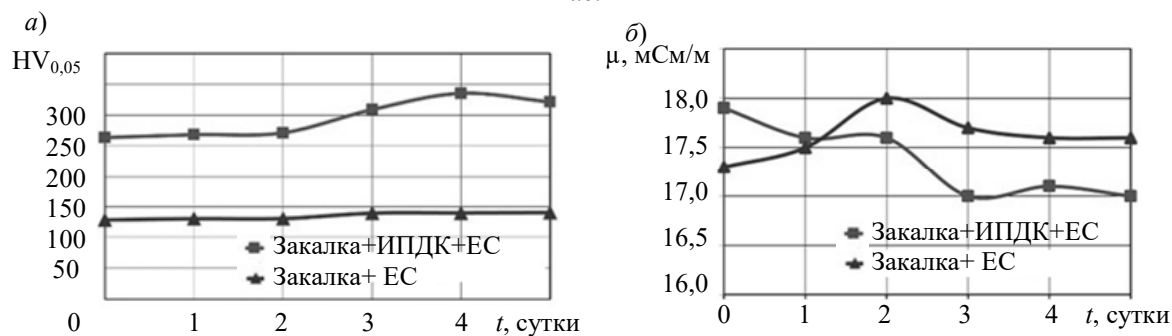 а)
HV0,05
300
250
200
150
100
50
0 1 2 3 4 t, сутки
Закалка+ИПДК+ЕС
Закалка+ ЕС
б)
μ, мСм/м
18,0
17,5
17,0
16,5
16,0
0 1 2 3 4 t, сутки
Закалка+ИПДК+ЕС
Закалка+ ЕС